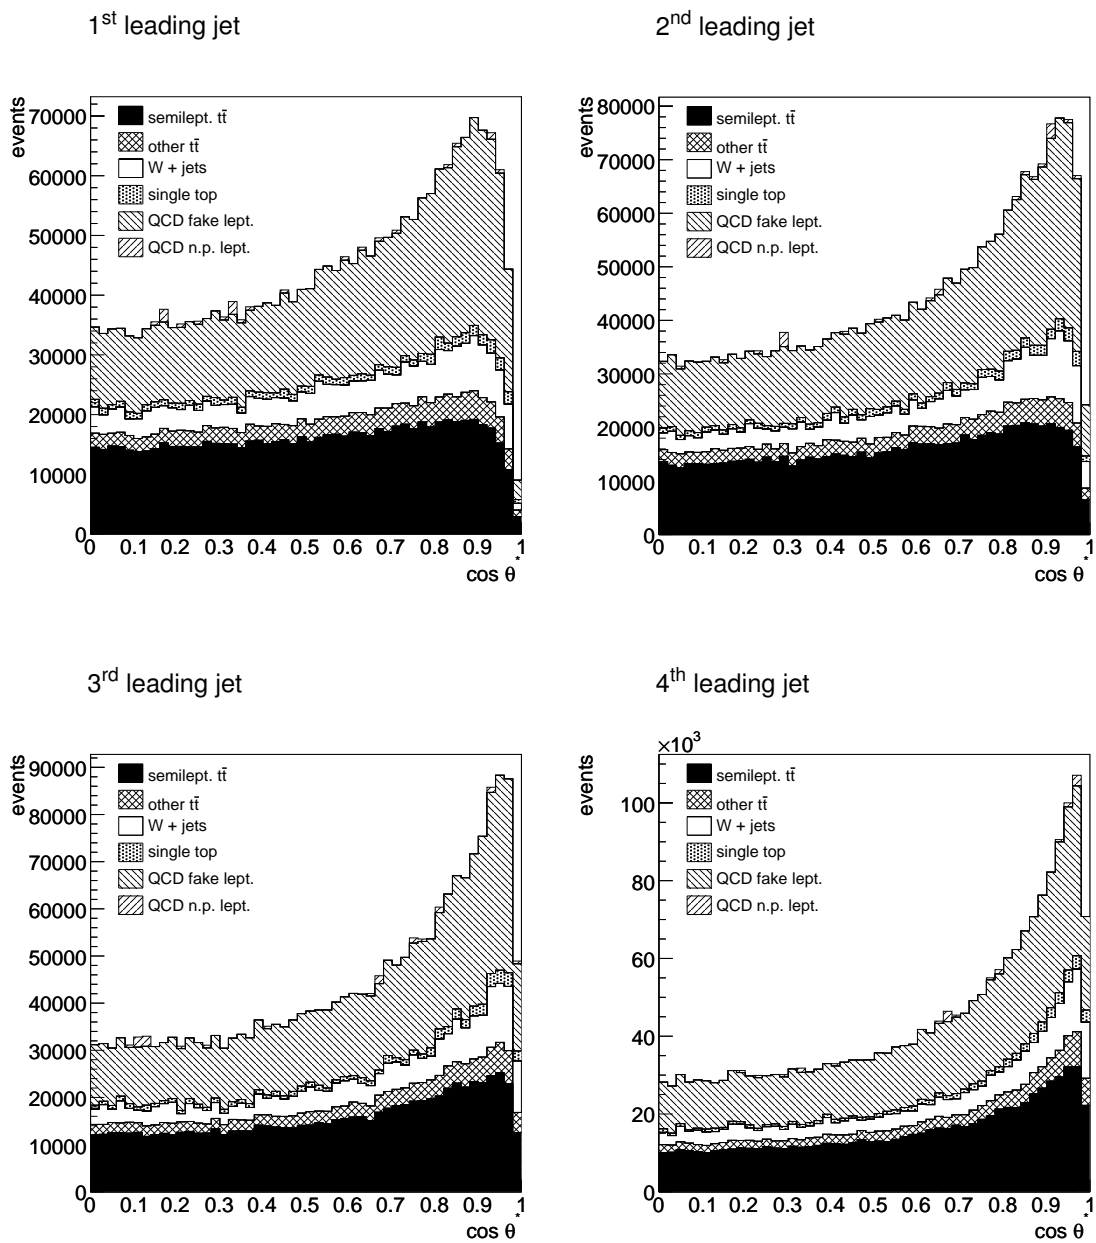 1st leading jet
events
70000
60000
50000
40000
30000
20000
10000
0
semilept. tt̄
other tt̄
W + jets
single top
QCD fake lept.
QCD n.p. lept.
0 0.1 0.2 0.3 0.4 0.5 0.6 0.7 0.8 0.9 1
cos θ*
2nd leading jet
events
80000
70000
60000
50000
40000
30000
20000
10000
0
semilept. tt̄
other tt̄
W + jets
single top
QCD fake lept.
QCD n.p. lept.
0 0.1 0.2 0.3 0.4 0.5 0.6 0.7 0.8 0.9 1
cos θ*
3rd leading jet
events
90000
80000
70000
60000
50000
40000
30000
20000
10000
0
semilept. tt̄
other tt̄
W + jets
single top
QCD fake lept.
QCD n.p. lept.
0 0.1 0.2 0.3 0.4 0.5 0.6 0.7 0.8 0.9 1
cos θ*
4th leading jet
×103
events
100
80
60
40
20
0
semilept. tt̄
other tt̄
W + jets
single top
QCD fake lept.
QCD n.p. lept.
0 0.1 0.2 0.3 0.4 0.5 0.6 0.7 0.8 0.9 1
cos θ*